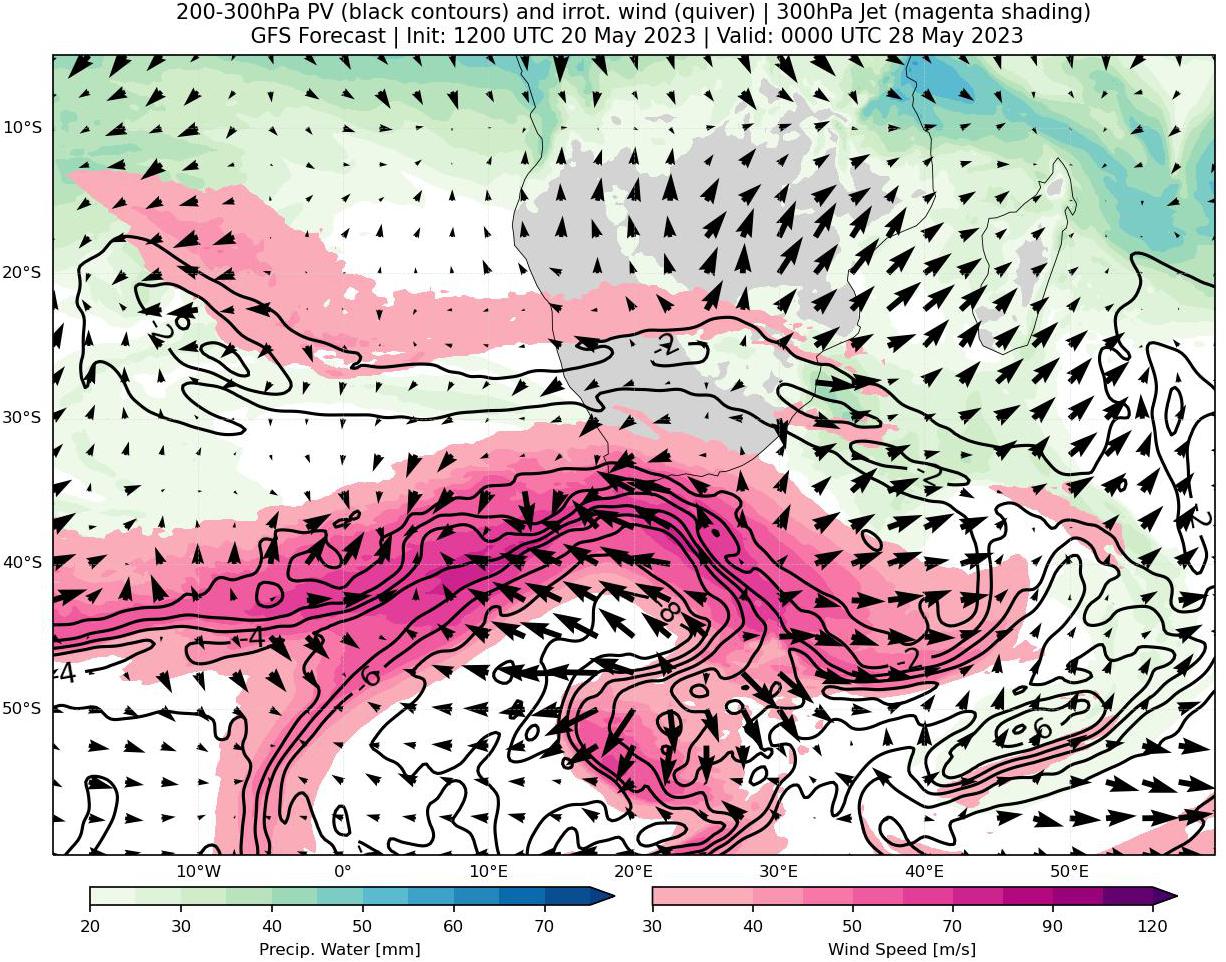 200-300hPa PV (black contours) and irrot. wind (quiver) | 300hPa Jet (magenta shading)
GFS Forecast | Init: 1200 UTC 20 May 2023 | Valid: 0000 UTC 28 May 2023
10°S
20°S
-2
-2
30°S
-2
2
40°S
-8
-4
-2
-4
-6
50°S
-6
10°W 0° 10°E 20°E 30°E 40°E 50°E
20 30 40 50 60 70
30 40 50 70 90 120
Precip. Water [mm]
Wind Speed [m/s]